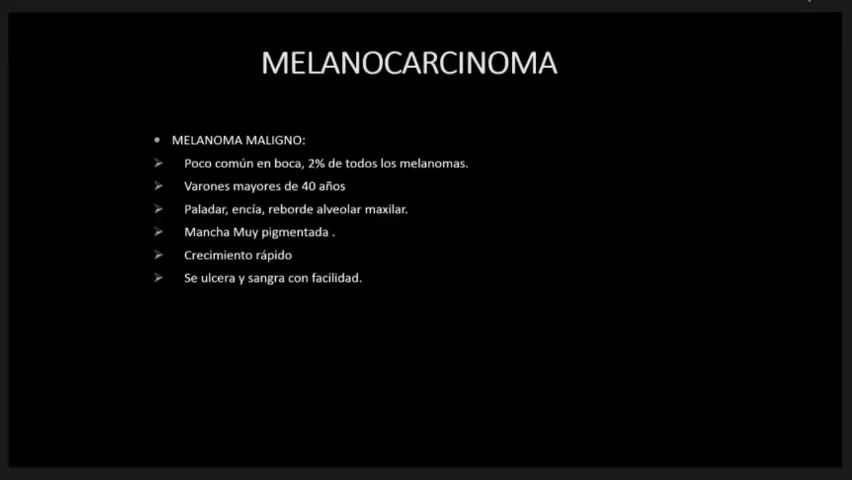 MELANOCARCINOMA
• MELANOMA MALIGNO:
➢ Poco común en boca, 2% de todos los melanomas.
➢ Varones mayores de 40 años
➢ Paladar, encía, reborde alveolar maxilar.
➢ Mancha Muy pigmentada .
➢ Crecimiento rápido
➢ Se ulcera y sangra con facilidad.